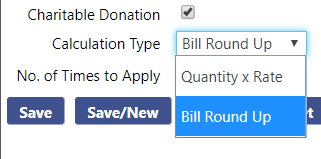 Charitable Donation
Calculation Type Bill Round Up
Quantity x Rate
No. of Times to Apply
Bill Round Up
Save Save/New